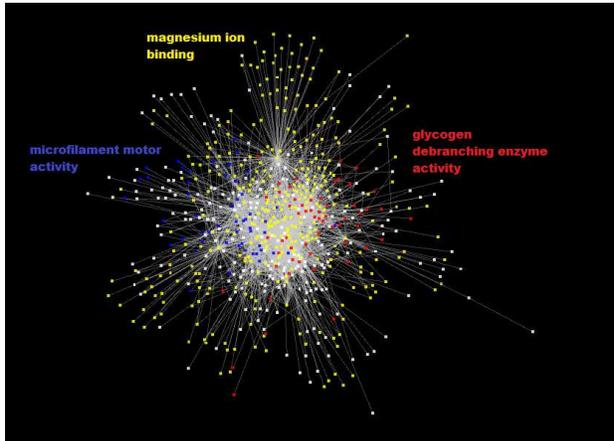 magnesium ion
binding
microfilament motor
activity
glycogen
debranching enzyme
activity